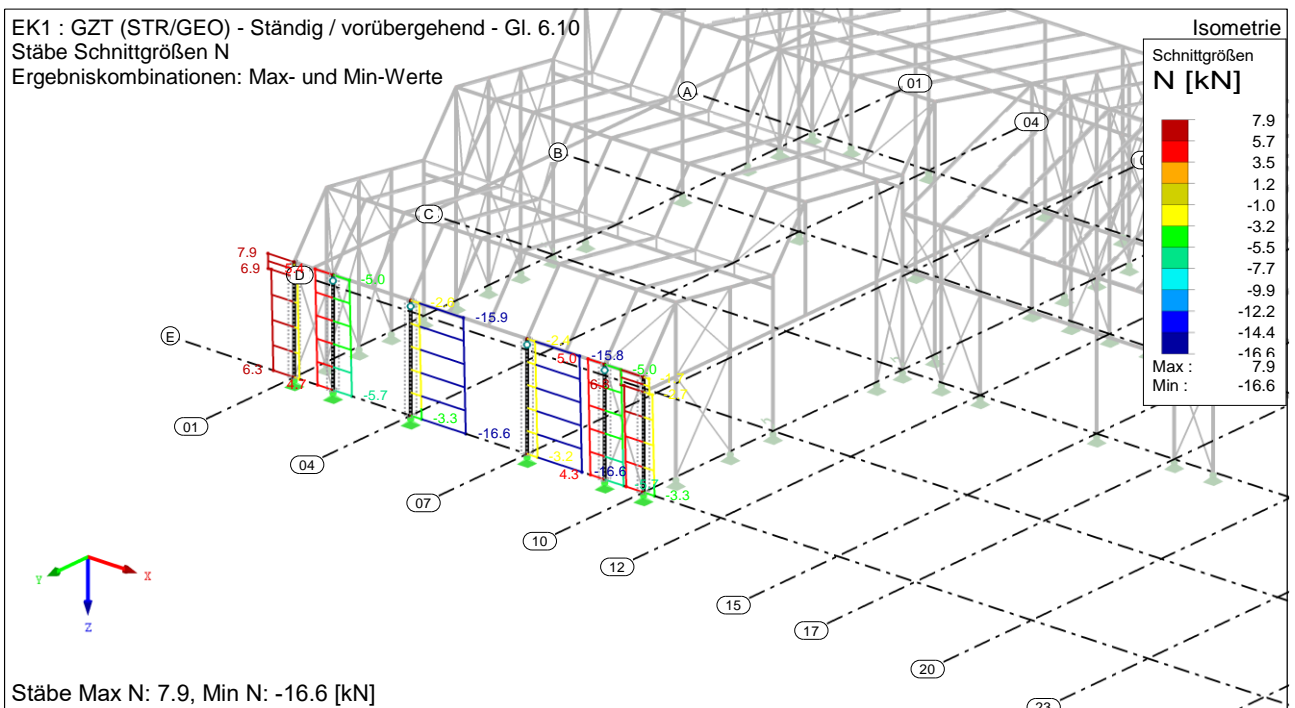 EK1 : GZT (STR/GEO) - Ständig / vorübergehend - Gl. 6.10
Stäbe Schnittgrößen N
Ergebniskombinationen: Max- und Min-Werte
Isometrie
Schnittgrößen
N [kN]
7.9
5.7
3.5
1.2
-1.0
-3.2
-5.5
-7.7
-9.9
-12.2
-14.4
-16.6
Max : 7.9
Min : -16.6
A
01
04
B
C
7.9
6.9
D
-5.0
-15.9
E
-15.8
5.0
-5.0
6.3
4.7
-5.7
-3.3
-16.6
-3.2
4.3
-16.6
-3.3
01
04
07
10
12
15
17
20
23
Y
X
Z
Stäbe Max N: 7.9, Min N: -16.6 [kN]